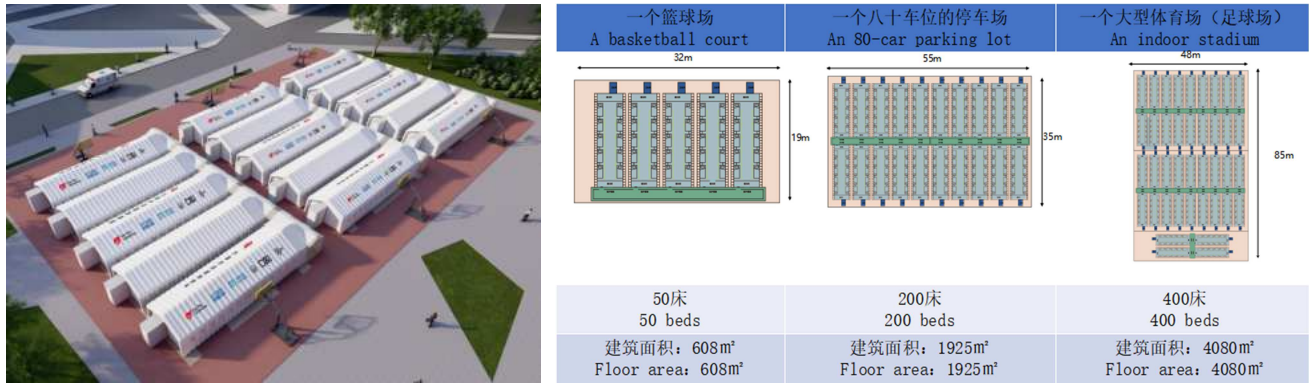 一个篮球场
A basketball court
一个八十车位的停车场
An 80-car parking lot
一个大型体育场（足球场）
An indoor stadium
32m
19m
55m
35m
48m
85m
50床
50 beds
200床
200 beds
400床
400 beds
建筑面积：608㎡
Floor area：608㎡
建筑面积：1925㎡
Floor area：1925㎡
建筑面积：4080㎡
Floor area：4080㎡